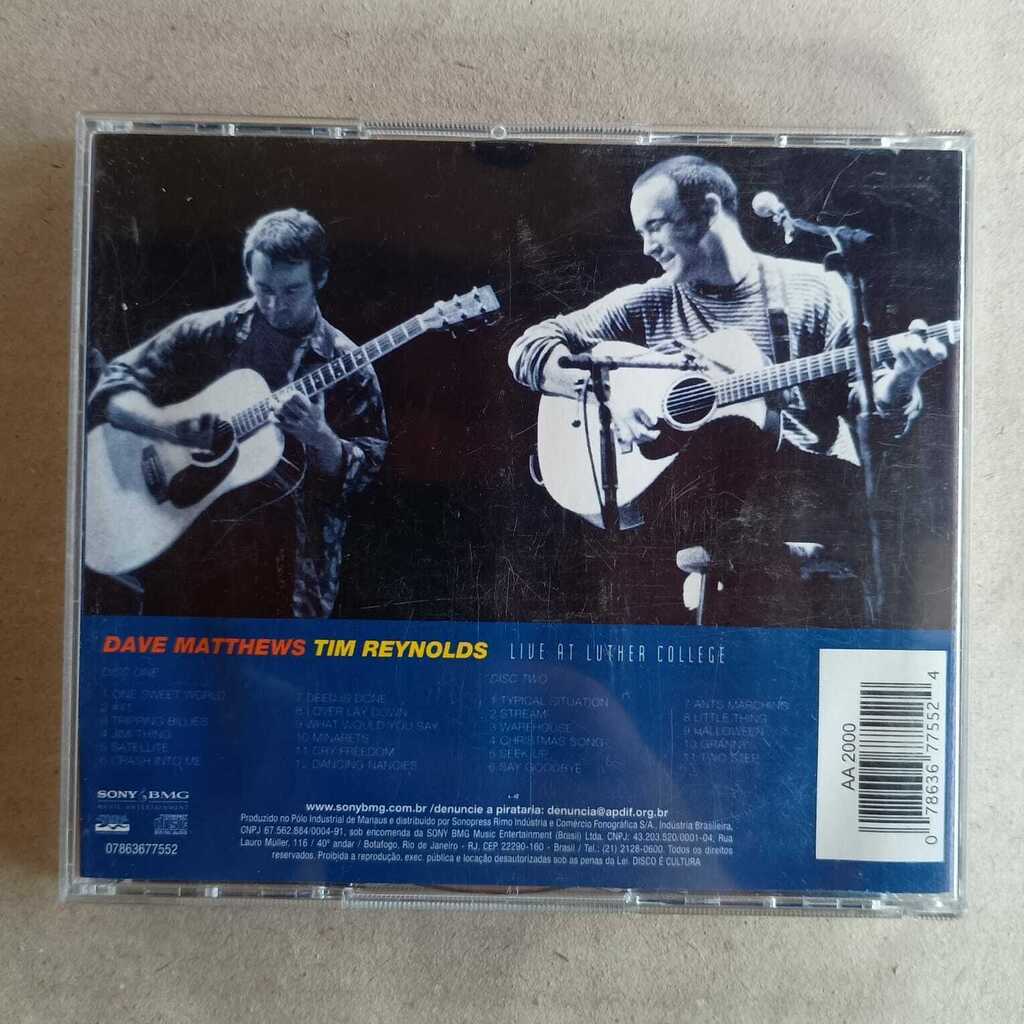 DAVE MATTHEWS TIM REYNOLDS LIVE AT LUTHER COLLEGE
DISC ONE
1 ONE SWEET WORLD
2 #41
3 TRIPPING BILLIES
4 JIMI THING
5 SATELLITE
6 CRASH INTO ME
7 DEED IS DONE
8 LOVER LAY DOWN
9 WHAT WOULD YOU SAY
10 MINARETS
11 CRY FREEDOM
12 DANCING NANCIES
DISC TWO
1 TYPICAL SITUATION
2 STREAM
3 WAREHOUSE
4 CHRISTMAS SONG
5 SEEK UP
6 SAY GOODBYE
7 ANTS MARCHING
8 LITTLE THING
9 HALLOWEEN
10 GRANNY
11 TWO STEP
SONY BMG
MUSIC ENTERTAINMENT
07863677552
www.sonybmg.com.br /denuncie a pirataria: denuncia@apdif.org.br
Produzido no Pólo Industrial de Manaus e distribuído por Sonopress Rimo Indústria e Comércio Fonográfica S/A., Indústria Brasileira,
CNPJ 67.562.884/0004-91, sob encomenda da SONY BMG Music Entertainment (Brasil) Ltda. CNPJ: 43.203.520/0001-04, Rua
Lauro Muller, 116 / 40º andar / Botafogo, Rio de Janeiro - RJ, CEP 22290-160 - Brasil / Tel.: (21) 2128-0600. Todos os direitos
reservados. Proibida a reprodução, exec. pública e locação desautorizadas sob as penas da Lei. DISCO É CULTURA
AA 2000
0 78636 77552 4